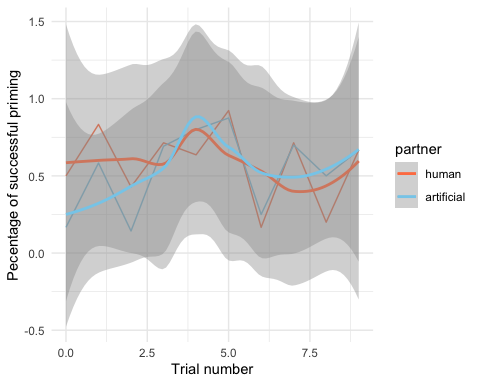 1.5
1.0
0.5
0.0
-0.5
Pecentage of successful priming
0.0
2.5
5.0
7.5
Trial number
partner
human
artificial